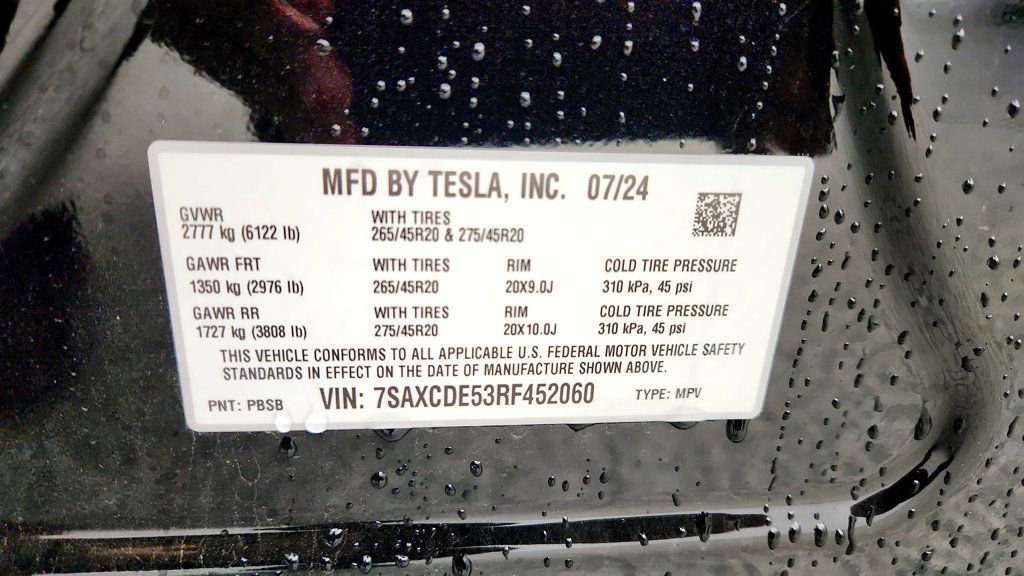 MFD BY TESLA, INC. 07/24
GVWR WITH TIRES
2777 kg (6122 lb) 265/45R20 & 275/45R20
GAWR FRT WITH TIRES RIM COLD TIRE PRESSURE
1350 kg (2976 lb) 265/45R20 20X9.0J 310 kPa, 45 psi
GAWR RR WITH TIRES RIM COLD TIRE PRESSURE
1727 kg (3808 lb) 275/45R20 20X10.0J 310 kPa, 45 psi
THIS VEHICLE CONFORMS TO ALL APPLICABLE U.S. FEDERAL MOTOR VEHICLE SAFETY
STANDARDS IN EFFECT ON THE DATE OF MANUFACTURE SHOWN ABOVE.
PNT: PBSB VIN: 7SAXCDE53RF452060 TYPE: MPV